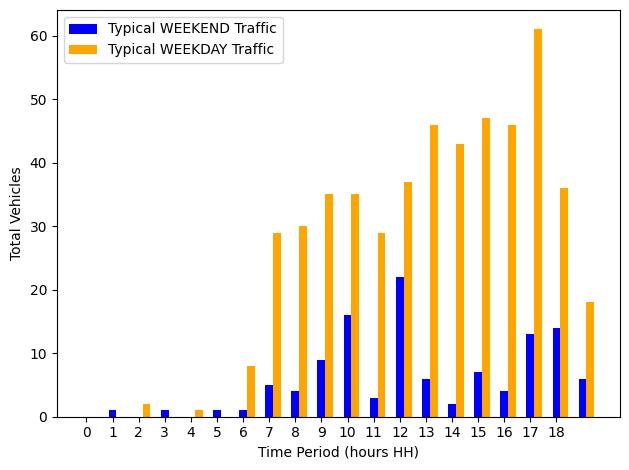 Typical WEEKEND Traffic
Typical WEEKDAY Traffic
60
50
40
30
20
10
0
Total Vehicles
0 1 2 3 4 5 6 7 8 9 10 11 12 13 14 15 16 17 18
Time Period (hours HH)